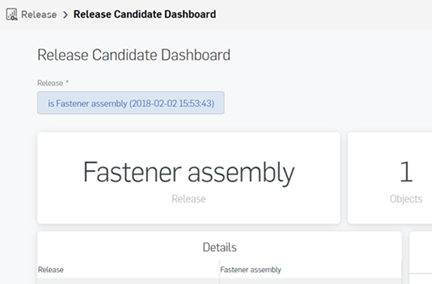 Release > Release Candidate Dashboard
Release Candidate Dashboard
Release *
is Fastener assembly (2018-02-02 15:53:43)
Fastener assembly 1
Release Objects
Details
Release Fastener assembly